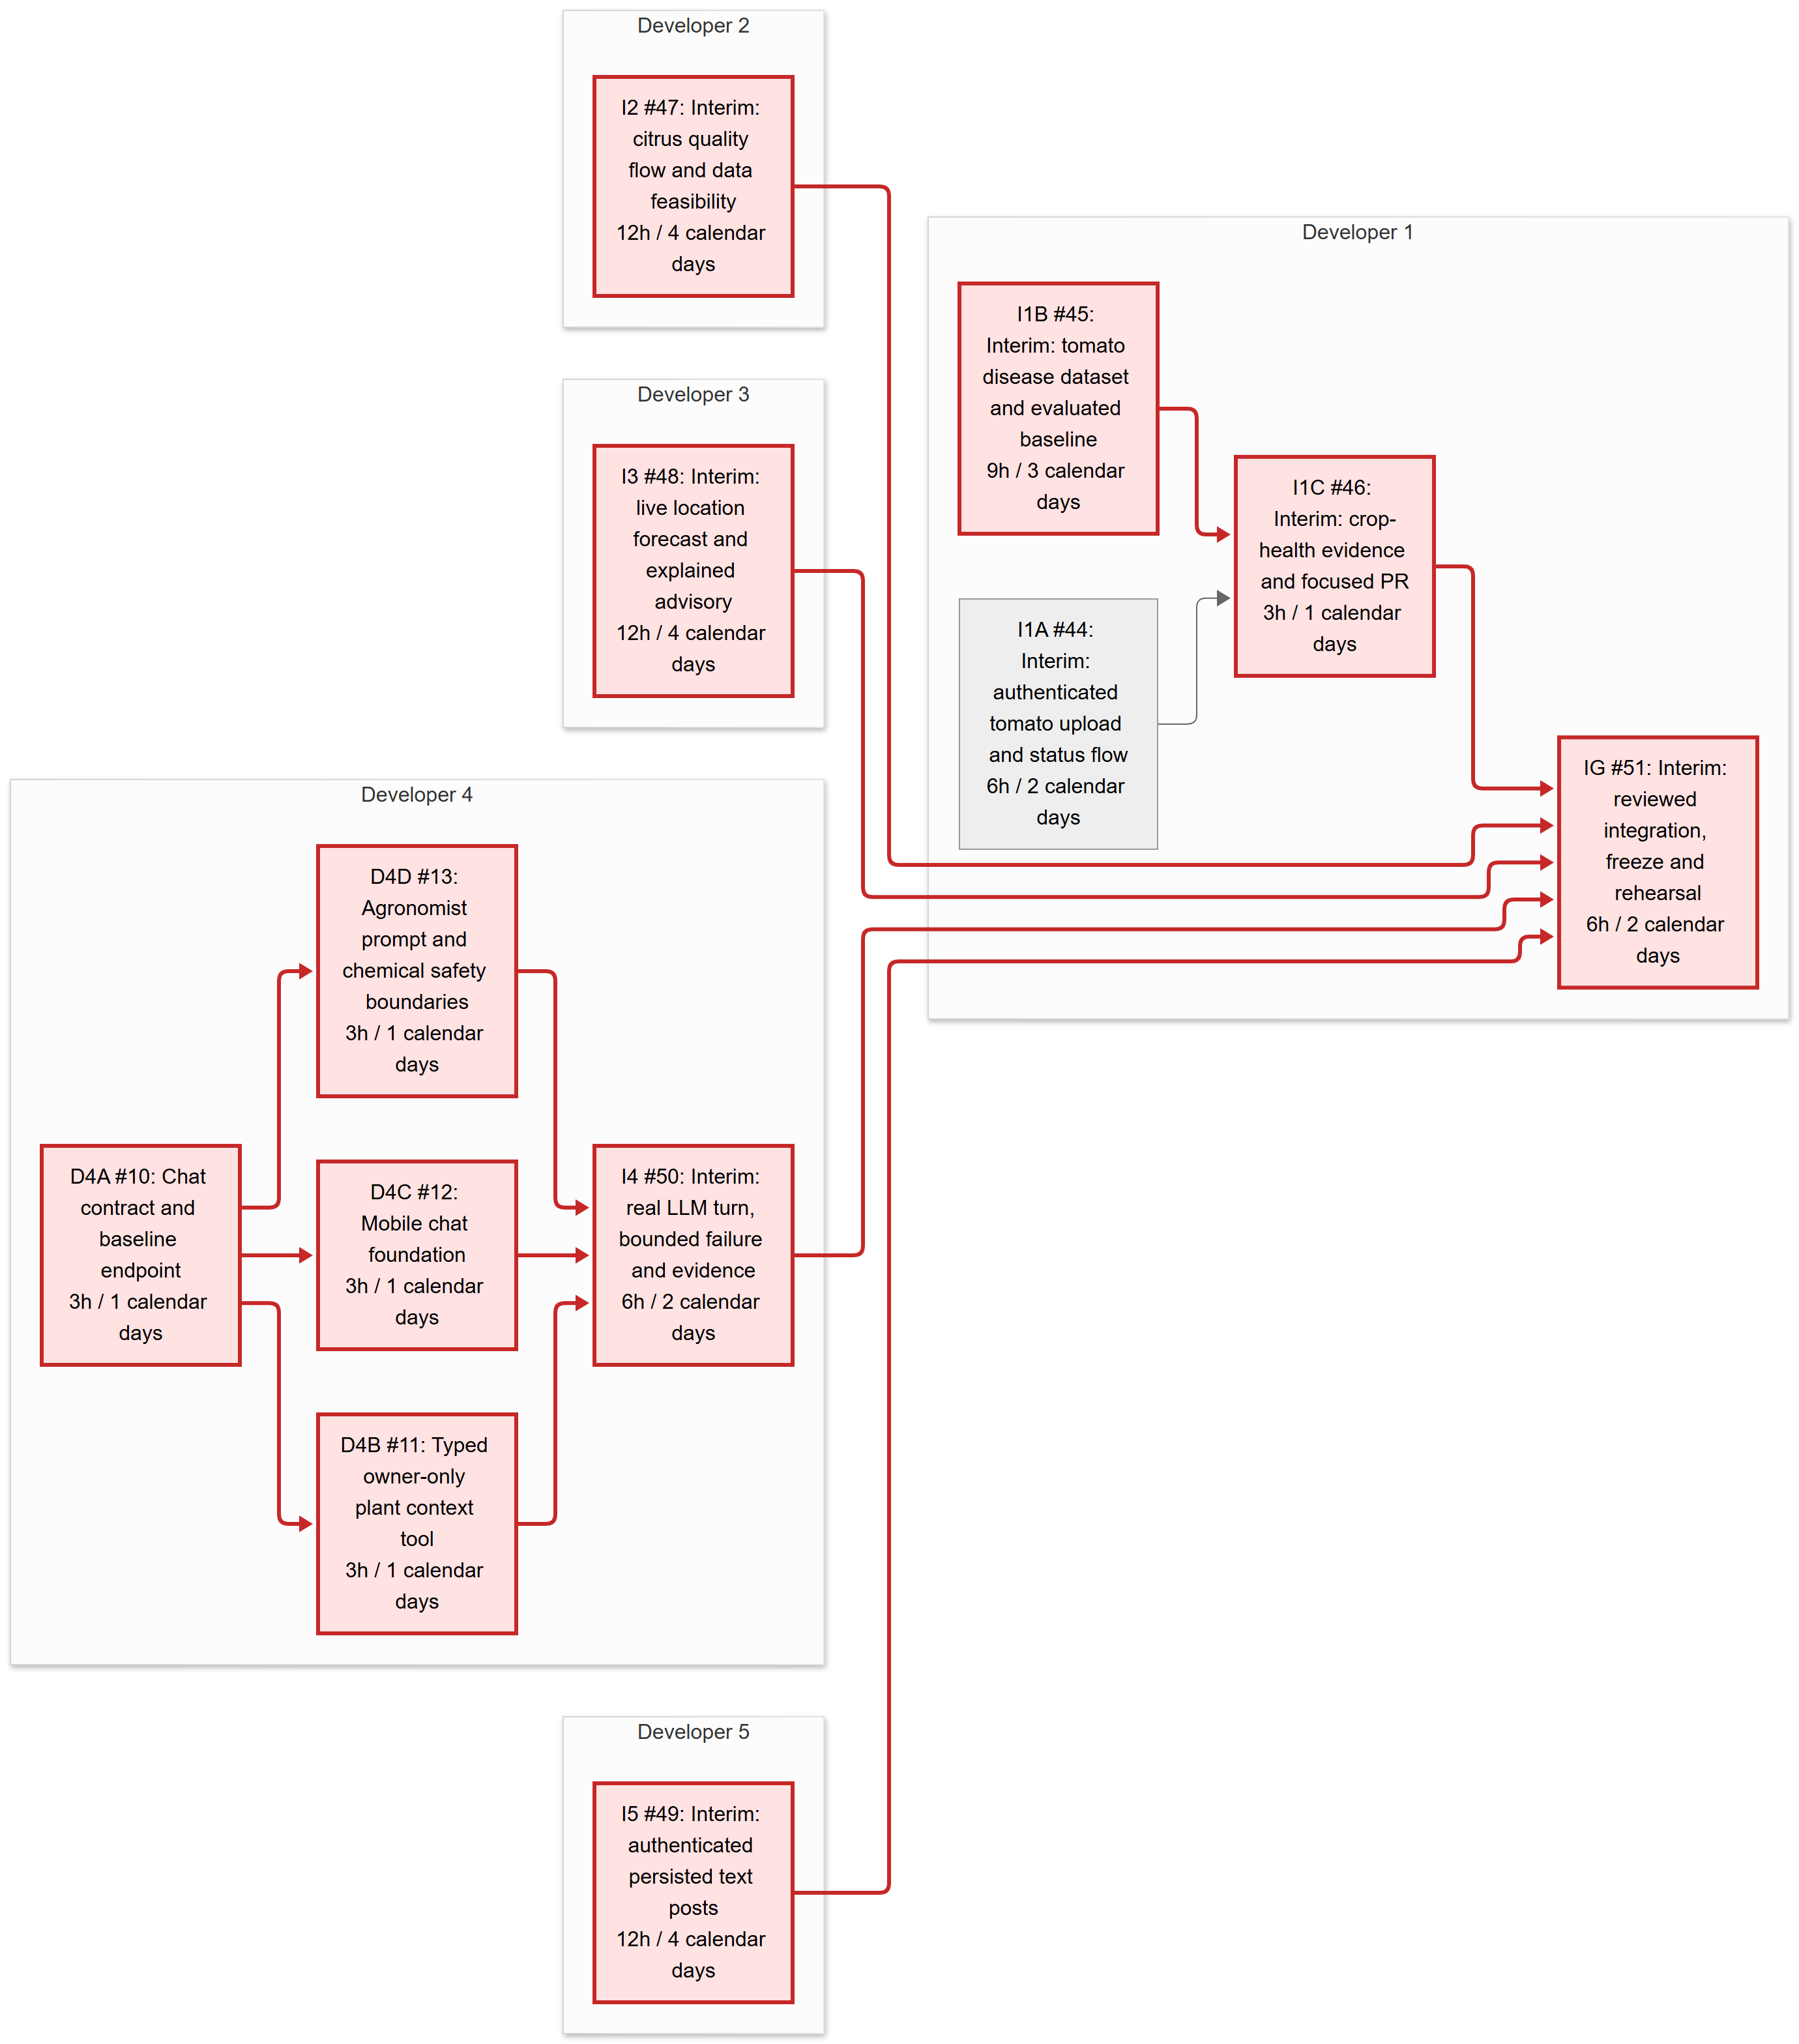 Developer 2
I2 #47: Interim:
citrus quality
flow and data
feasibility
12h / 4 calendar
days
Developer 1
I1B #45:
Interim: tomato
disease dataset
and evaluated
baseline
9h / 3 calendar
days
I1C #46:
Interim: crop-
health evidence
and focused PR
3h / 1 calendar
days
I1A #44:
Interim:
authenticated
tomato upload
and status flow
6h / 2 calendar
days
IG #51: Interim:
reviewed
integration,
freeze and
rehearsal
6h / 2 calendar
days
Developer 3
I3 #48: Interim:
live location
forecast and
explained
advisory
12h / 4 calendar
days
Developer 4
D4D #13:
Agronomist
prompt and
chemical safety
boundaries
3h / 1 calendar
days
D4A #10: Chat
contract and
baseline
endpoint
3h / 1 calendar
days
D4C #12:
Mobile chat
foundation
3h / 1 calendar
days
I4 #50: Interim:
real LLM turn,
bounded failure
and evidence
6h / 2 calendar
days
D4B #11: Typed
owner-only
plant context
tool
3h / 1 calendar
days
Developer 5
I5 #49: Interim:
authenticated
persisted text
posts
12h / 4 calendar
days